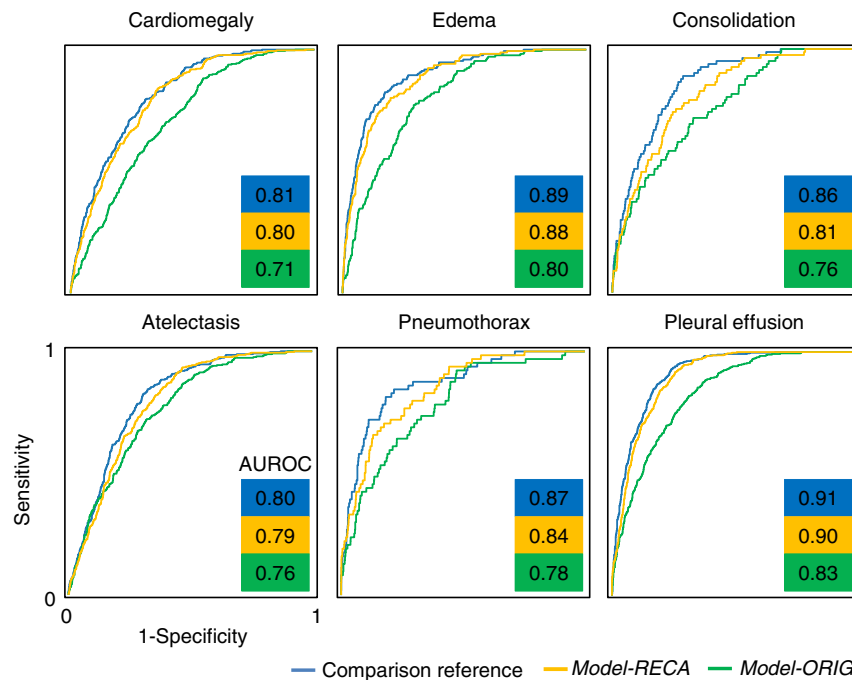 Cardiomegaly Edema Consolidation
0.81 0.89 0.86
0.80 0.88 0.81
0.71 0.80 0.76
Atelectasis Pneumothorax Pleural effusion
1
Sensitivity
AUROC
0.80 0.87 0.91
0.79 0.84 0.90
0.76 0.78 0.83
0
0 1
1-Specificity
Comparison reference Model-RECA Model-ORIG